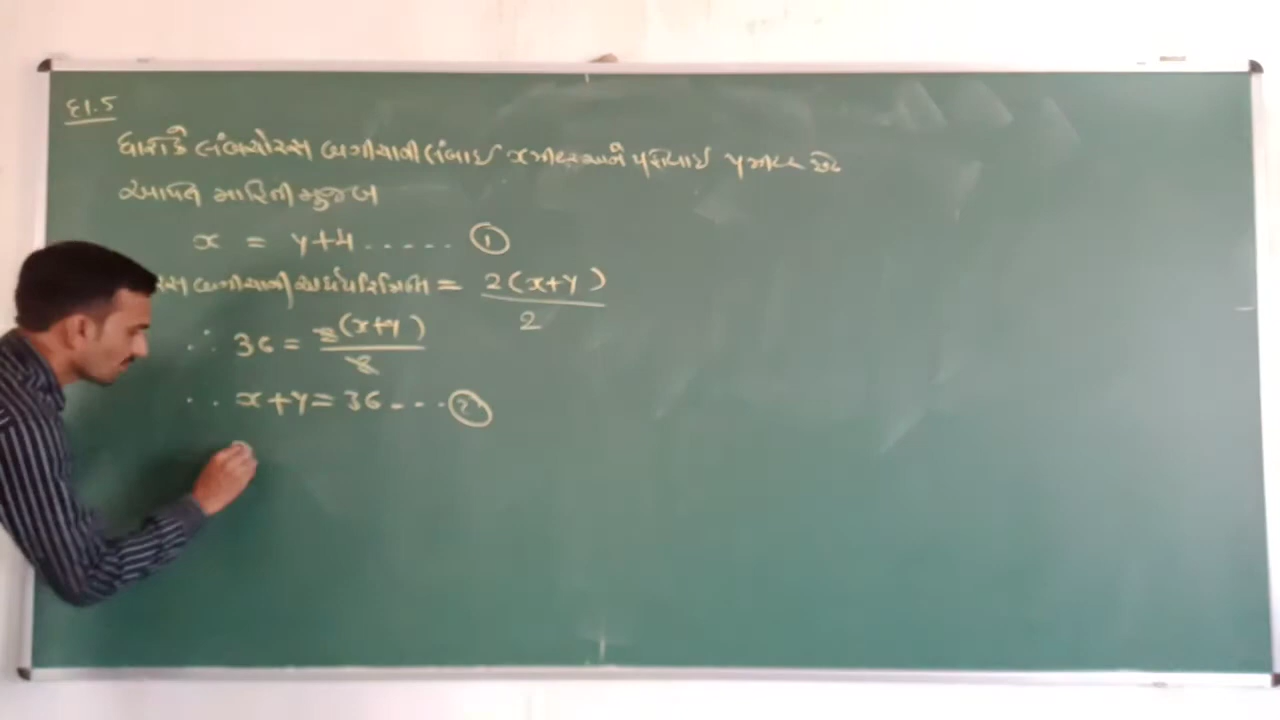 દા.5
ધારોકે લંબચોરસ બગીચાની લંબાઈ x મીટર અને પહોળાઈ y મીટર છે.
આપેલ માહિતી મુજબ
x = y+4 ..... ①
રસ બગીચાની અર્ધપરિમિતિ = 2(x+y) / 2
∴ 36 = 2(x+y) / 2
∴ x+y = 36 ... ②